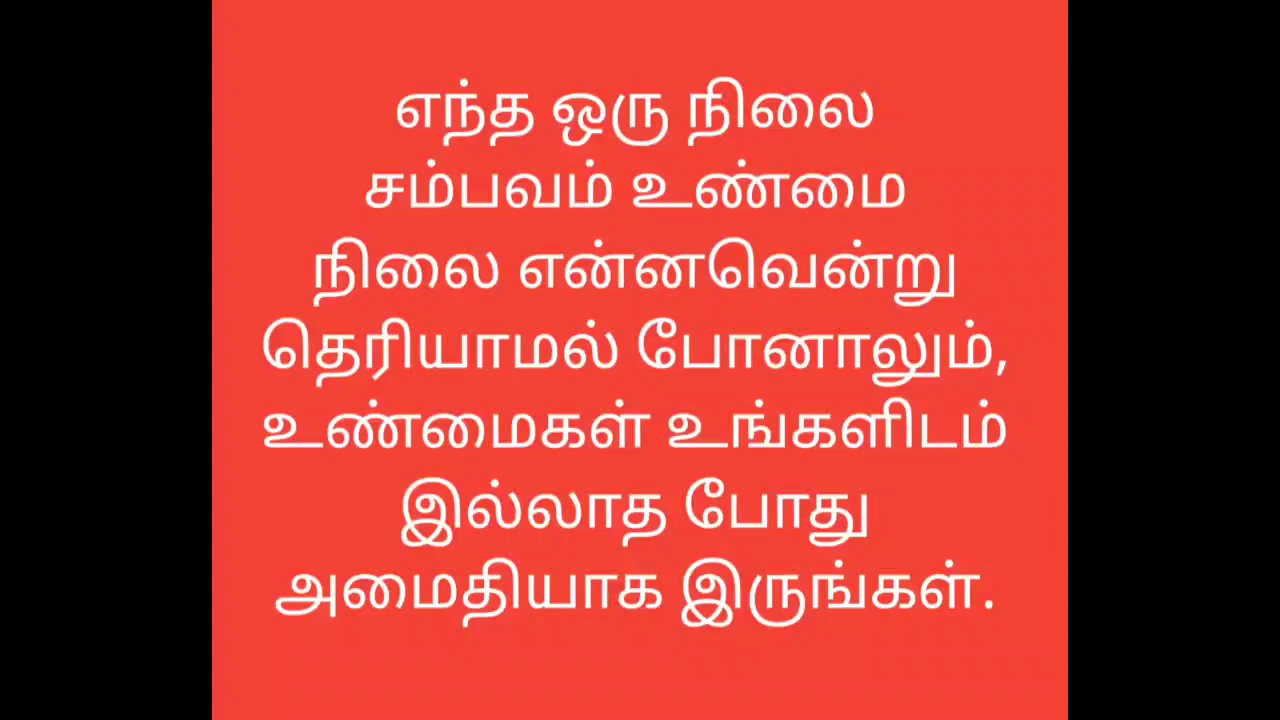 எந்த ஒரு நிலை
சம்பவம் உண்மை
நிலை என்னவென்று
தெரியாமல் போனாலும்,
உண்மைகள் உங்களிடம்
இல்லாத போது
அமைதியாக இருங்கள்.